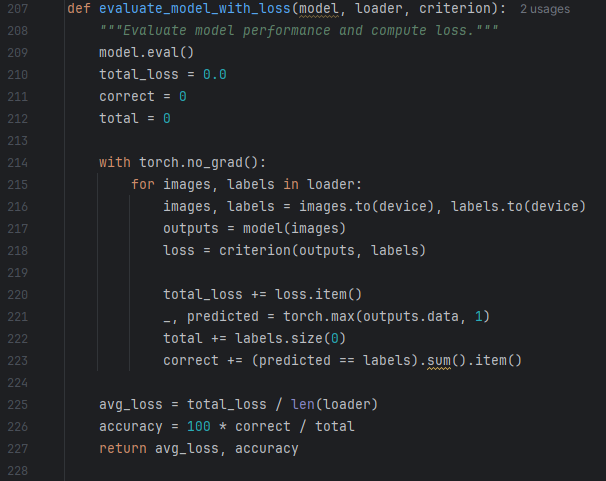 207 def evaluate_model_with_loss(model, loader, criterion): 2 usages
208 """Evaluate model performance and compute loss."""
209 model.eval()
210 total_loss = 0.0
211 correct = 0
212 total = 0
213
214 with torch.no_grad():
215 for images, labels in loader:
216 images, labels = images.to(device), labels.to(device)
217 outputs = model(images)
218 loss = criterion(outputs, labels)
219
220 total_loss += loss.item()
221 _, predicted = torch.max(outputs.data, 1)
222 total += labels.size(0)
223 correct += (predicted == labels).sum().item()
224
225 avg_loss = total_loss / len(loader)
226 accuracy = 100 * correct / total
227 return avg_loss, accuracy
228